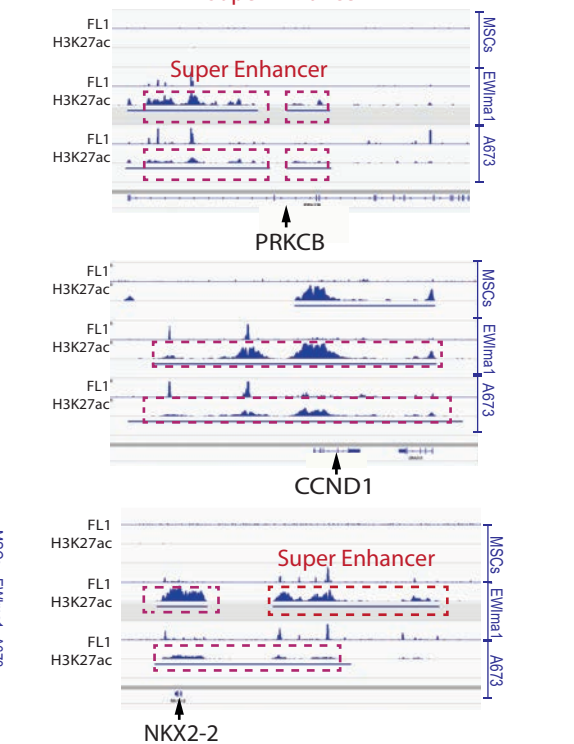 FL1
H3K27ac
MSCs
Super Enhancer
FL1
H3K27ac
EWIma1
FL1
H3K27ac
A673
PRKCB
FL1
H3K27ac
MSCs
FL1
H3K27ac
EWIma1
FL1
H3K27ac
A673
CCND1
FL1
H3K27ac
MSCs
Super Enhancer
FL1
H3K27ac
EWIma1
FL1
H3K27ac
A673
NKX2-2